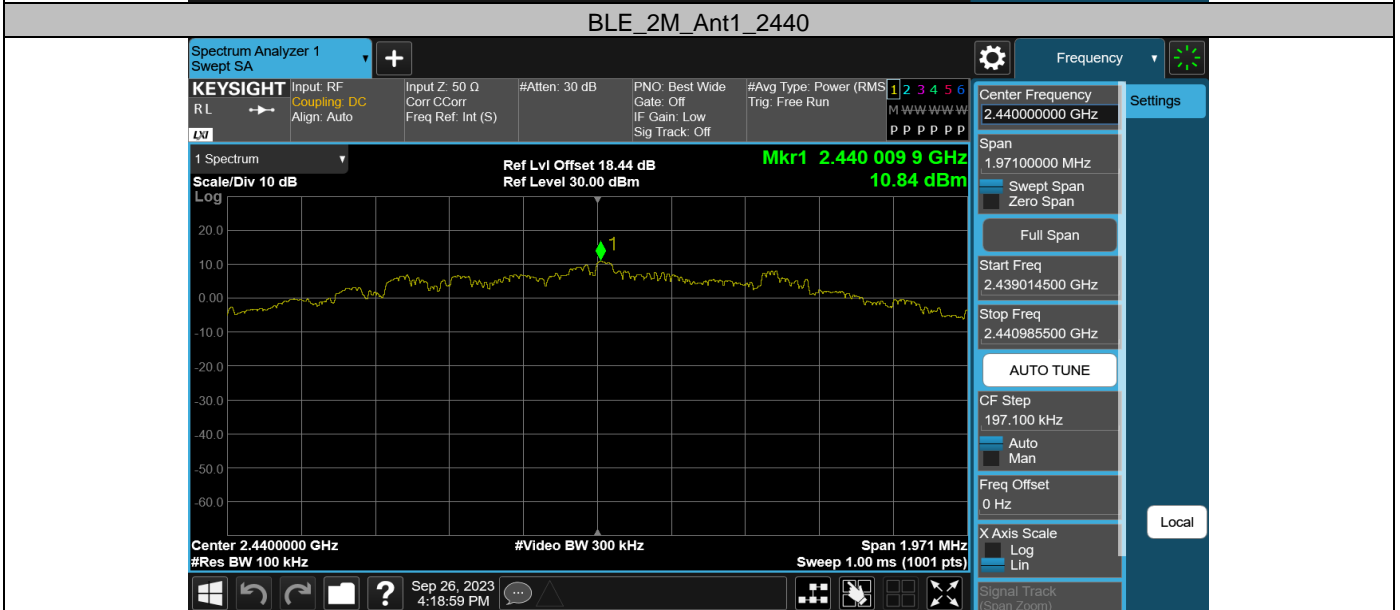 BLE_2M_Ant1_2440
Spectrum Analyzer 1
Swept SA
Frequency
KEYSIGHT
R L
LXI
Input: RF
Coupling: DC
Align: Auto
Input Z: 50 Ω
Corr CCorr
Freq Ref: Int (S)
#Atten: 30 dB
PNO: Best Wide
Gate: Off
IF Gain: Low
Sig Track: Off
#Avg Type: Power (RMS
Trig: Free Run
1 2 3 4 5 6
M W W W W W
P P P P P P
1 Spectrum
Scale/Div 10 dB
Log
Ref Lvl Offset 18.44 dB
Ref Level 30.00 dBm
Mkr1 2.440 009 9 GHz
10.84 dBm
1
20.0
10.0
0.00
-10.0
-20.0
-30.0
-40.0
-50.0
-60.0
Center 2.4400000 GHz
#Res BW 100 kHz
#Video BW 300 kHz
Span 1.971 MHz
Sweep 1.00 ms (1001 pts)
Center Frequency
2.440000000 GHz
Span
1.97100000 MHz
Swept Span
Zero Span
Full Span
Start Freq
2.439014500 GHz
Stop Freq
2.440985500 GHz
AUTO TUNE
CF Step
197.100 kHz
Auto
Man
Freq Offset
0 Hz
X Axis Scale
Log
Lin
Signal Track
(Span Zoom)
Settings
Local
?
Sep 26, 2023
4:18:59 PM